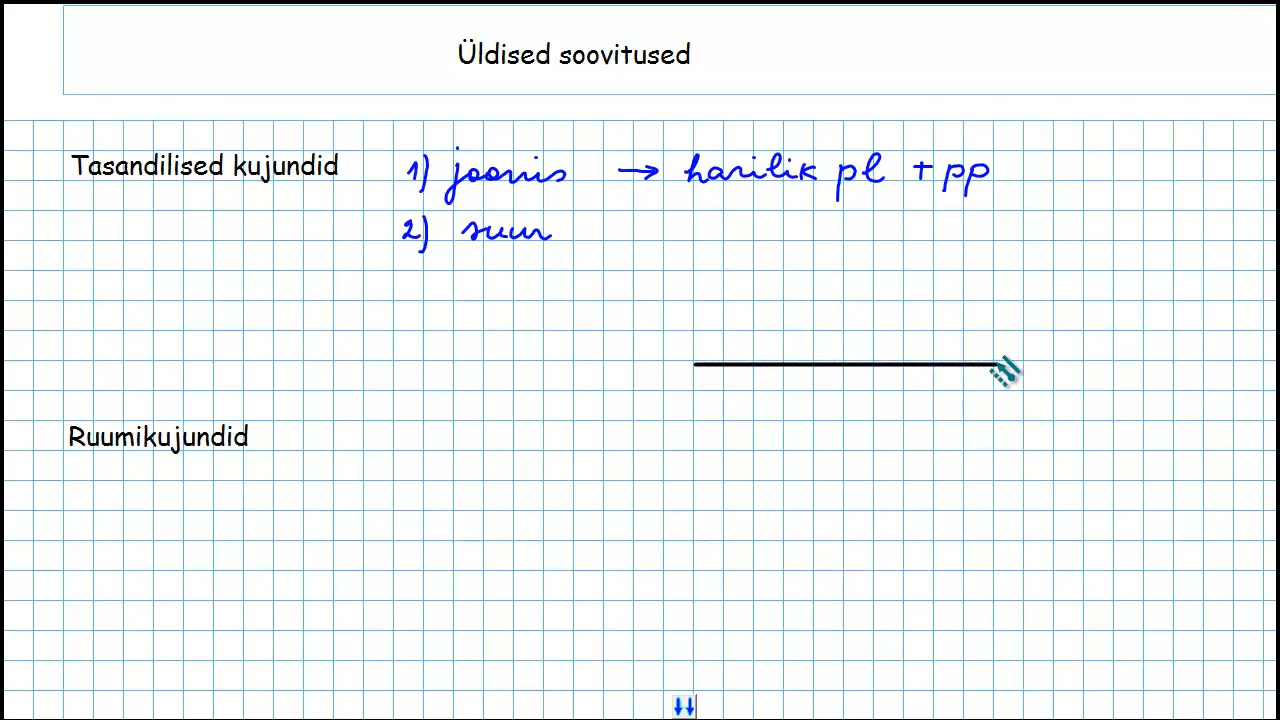 Üldised soovitused
Tasandilised kujundid 1) joonis → harilik pl + pp
2) suur
Ruumikujundid